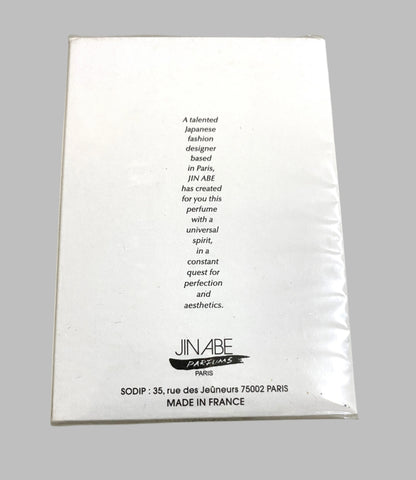 A talented
Japanese
fashion
designer
based
in Paris,
JIN ABE
has created
for you this
perfume
with a
universal
spirit,
in a
constant
quest for
perfection
and
aesthetics.
JIN ABE
PARFUMS
PARIS
SODIP : 35, rue des Jeûneurs 75002 PARIS
MADE IN FRANCE